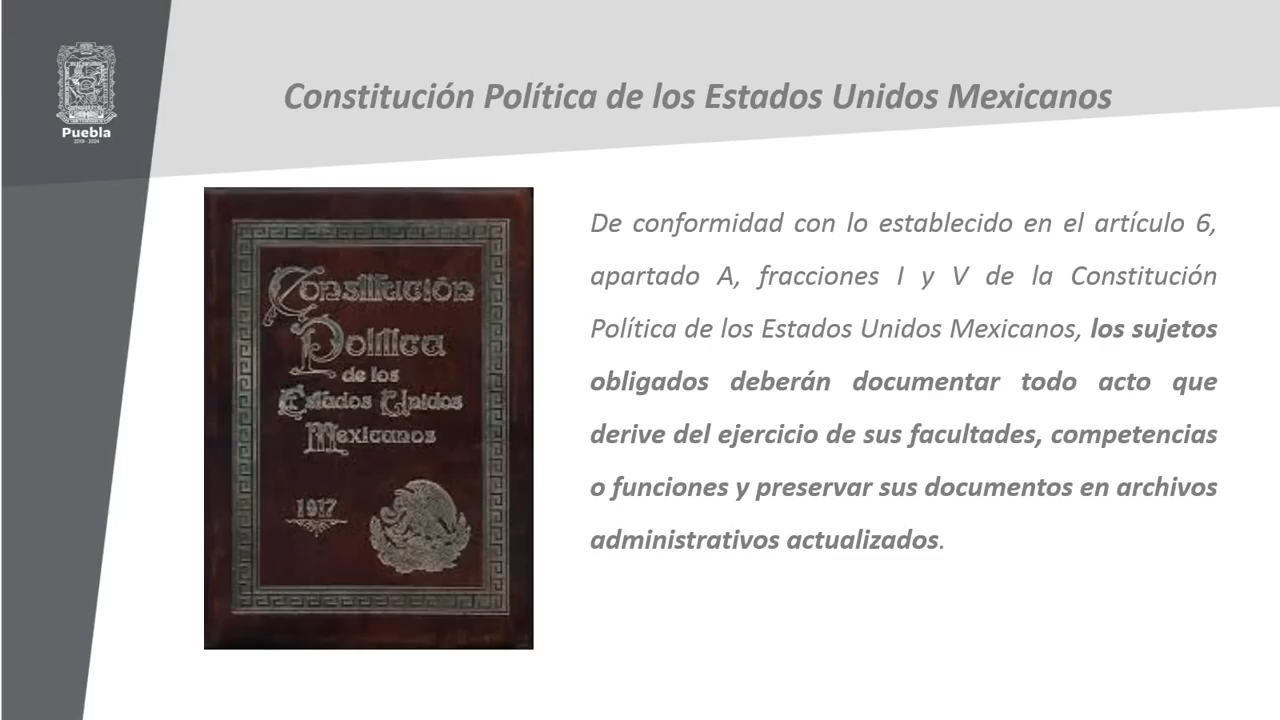 Puebla
2019 - 2024
Constitución Política de los Estados Unidos Mexicanos
Constitución
Política
de los
Estados Unidos
Mexicanos
1917
De conformidad con lo establecido en el artículo 6,
apartado A, fracciones I y V de la Constitución
Política de los Estados Unidos Mexicanos, los sujetos
obligados deberán documentar todo acto que
derive del ejercicio de sus facultades, competencias
o funciones y preservar sus documentos en archivos
administrativos actualizados.